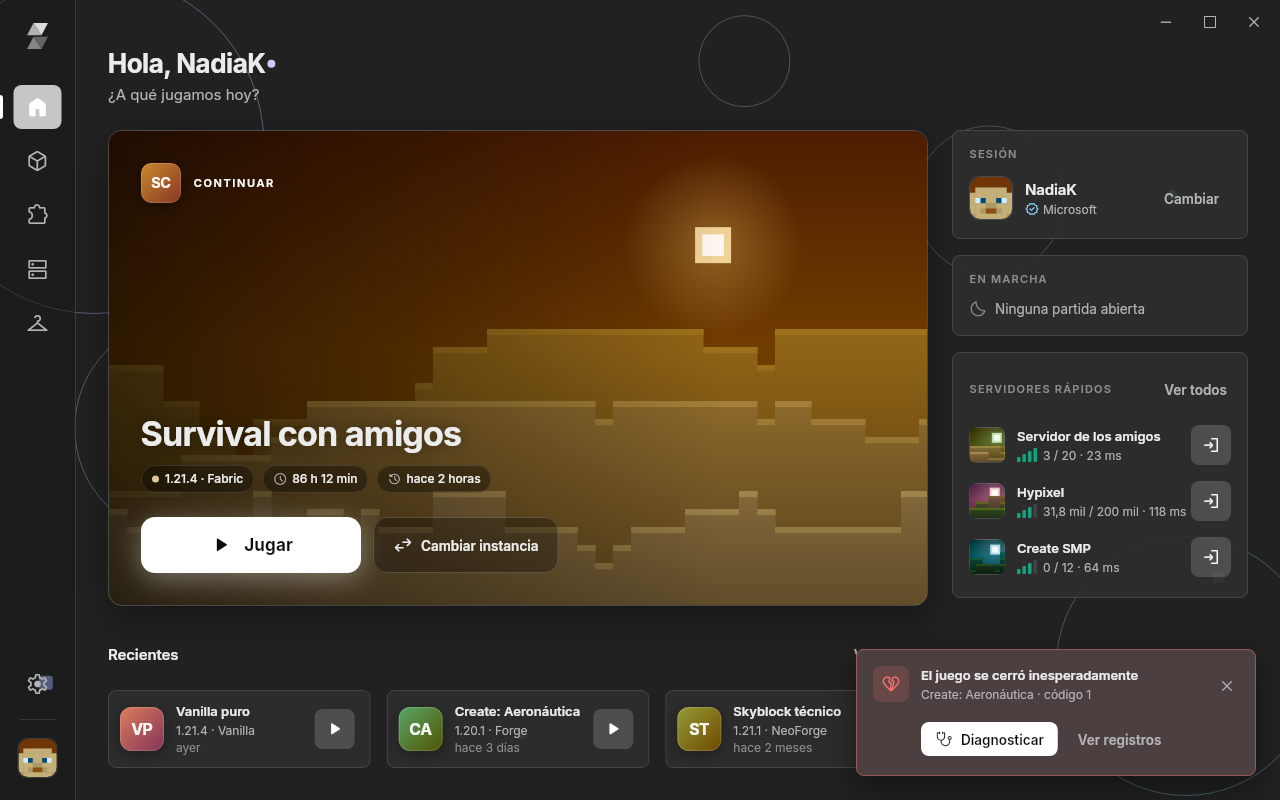 Hola, NadiaK
¿A qué jugamos hoy?
SC
CONTINUAR
Survival con amigos
1.21.4 · Fabric
86 h 12 min
hace 2 horas
Jugar
Cambiar instancia
SESIÓN
NadiaK
Microsoft
Cambiar
EN MARCHA
Ninguna partida abierta
SERVIDORES RÁPIDOS
Ver todos
Servidor de los amigos
3 / 20 · 23 ms
Hypixel
31,8 mil / 200 mil · 118 ms
Create SMP
0 / 12 · 64 ms
Recientes
VP
Vanilla puro
1.21.4 · Vanilla
ayer
CA
Create: Aeronáutica
1.20.1 · Forge
hace 3 días
ST
Skyblock técnico
1.21.1 · NeoForge
hace 2 meses
El juego se cerró inesperadamente
Create: Aeronáutica · código 1
Diagnosticar
Ver registros